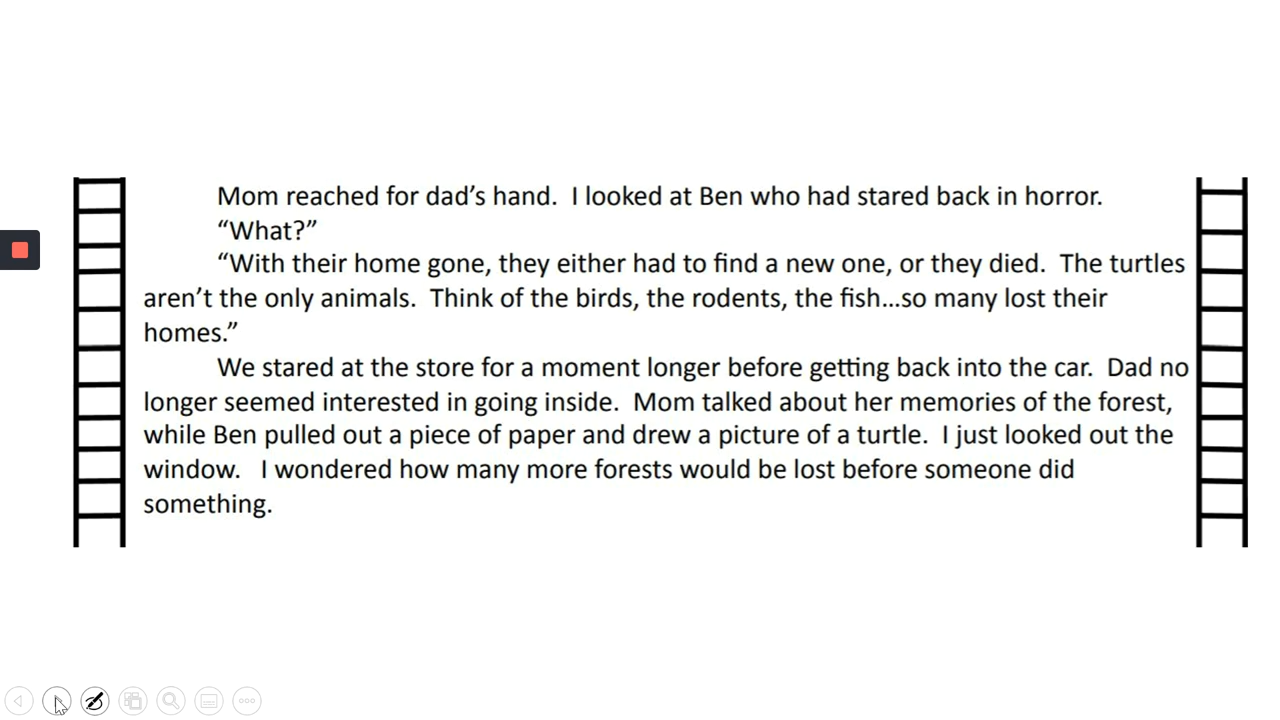 Mom reached for dad’s hand.  I looked at Ben who had stared back in horror.
“What?”
“With their home gone, they either had to find a new one, or they died.  The turtles
aren’t the only animals.  Think of the birds, the rodents, the fish…so many lost their
homes.”
We stared at the store for a moment longer before getting back into the car.  Dad no
longer seemed interested in going inside.  Mom talked about her memories of the forest,
while Ben pulled out a piece of paper and drew a picture of a turtle.  I just looked out the
window.   I wondered how many more forests would be lost before someone did
something.